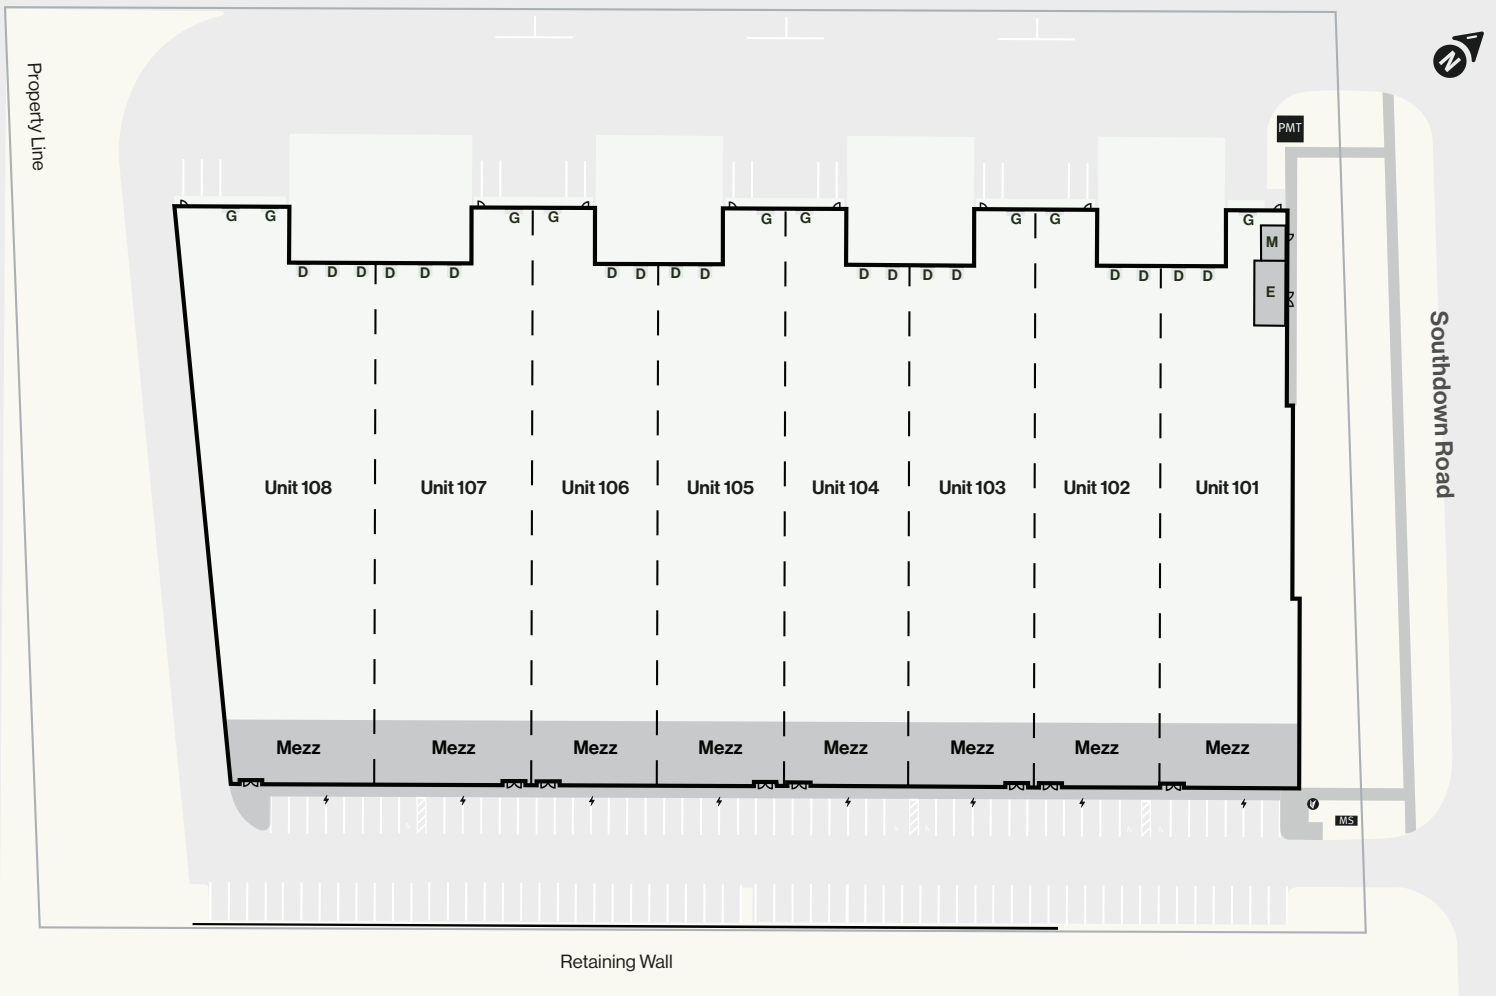 N
Property Line
PMT
G G G G G G G G G
M
D D D D D D D D D D D D D D D D D D
E
Southdown Road
Unit 108 Unit 107 Unit 106 Unit 105 Unit 104 Unit 103 Unit 102 Unit 101
Mezz Mezz Mezz Mezz Mezz Mezz Mezz Mezz
MS
Retaining Wall